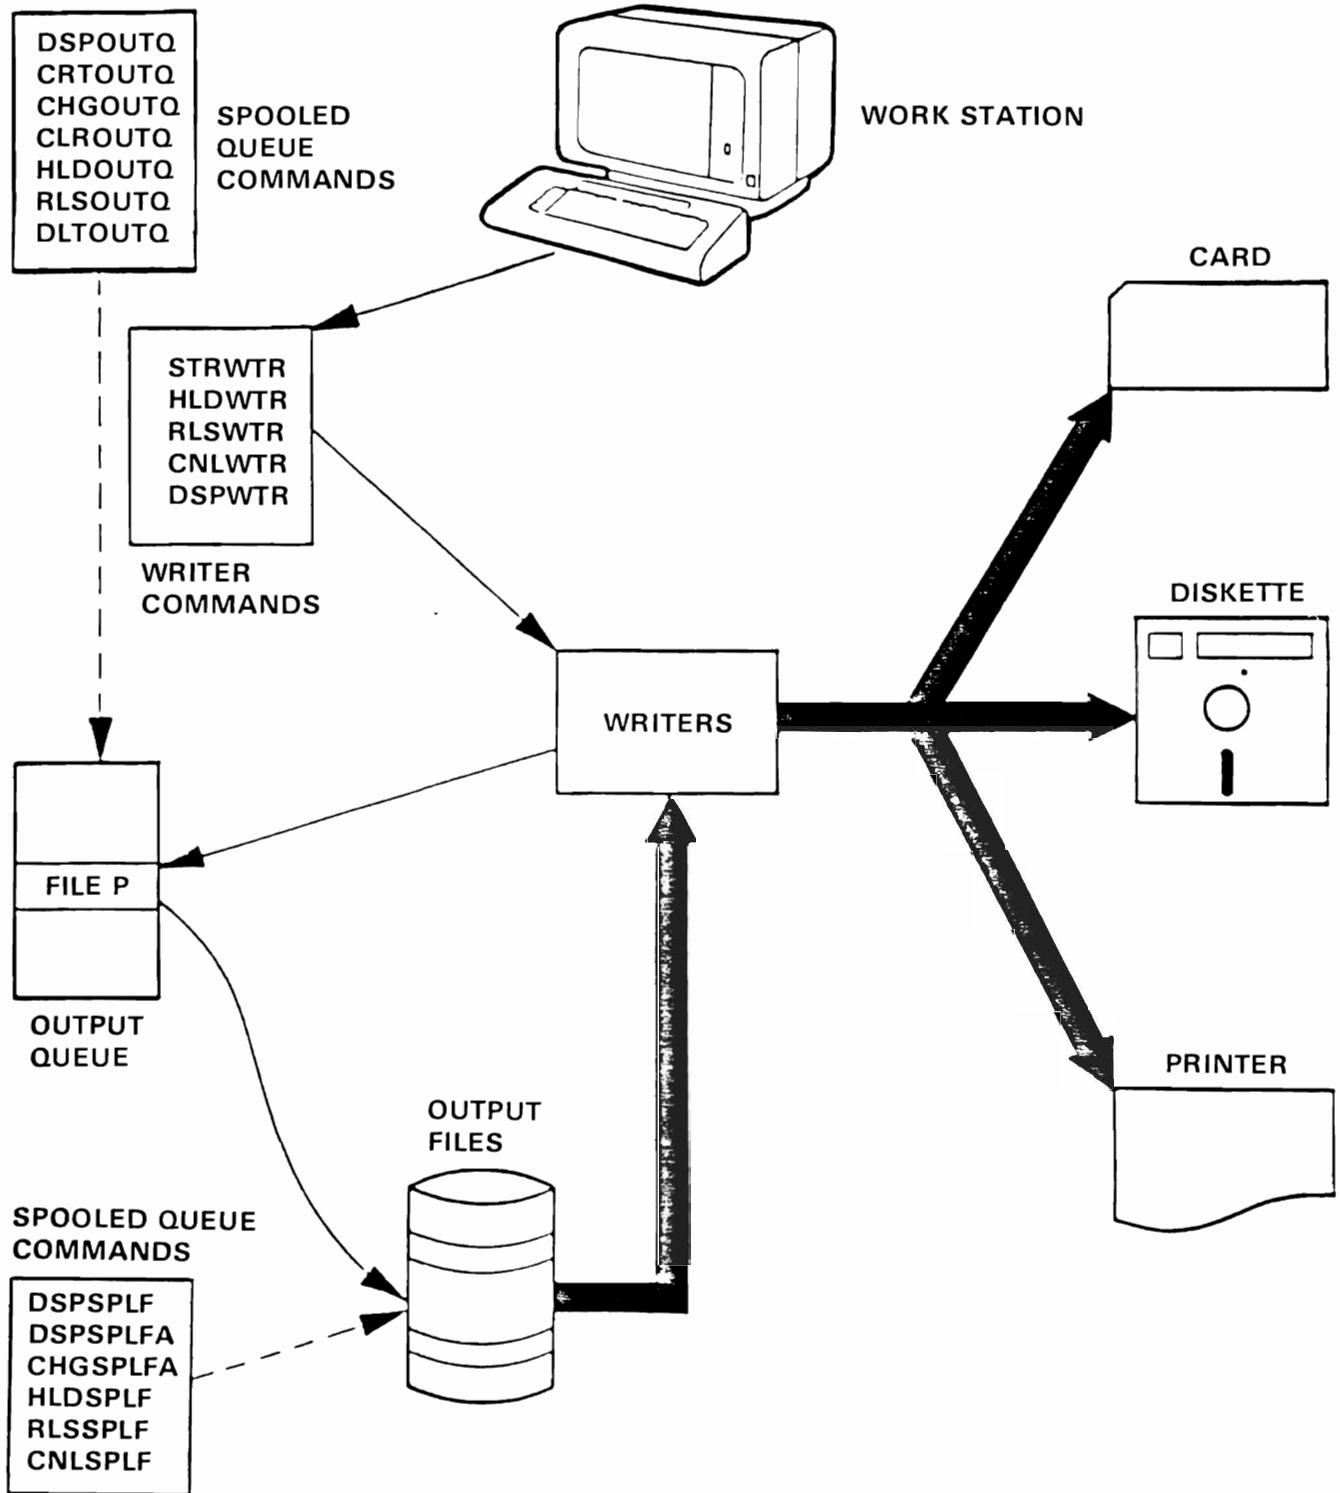 DSPOUTQ
CRTOUTQ
CHGOUTQ
CLROUTQ
HLDOUTQ
RLSOUTQ
DLTOUTQ
SPOOLED
QUEUE
COMMANDS
WORK STATION
CARD
STRWTR
HLDWTR
RLSWTR
CNLWTR
DSPWTR
WRITER
COMMANDS
DISKETTE
WRITERS
FILE P
OUTPUT
QUEUE
PRINTER
OUTPUT
FILES
SPOOLED QUEUE
COMMANDS
DSPSPLF
DSPSPLFA
CHGSPLFA
HLDSPLF
RLSSPLF
CNLSPLF